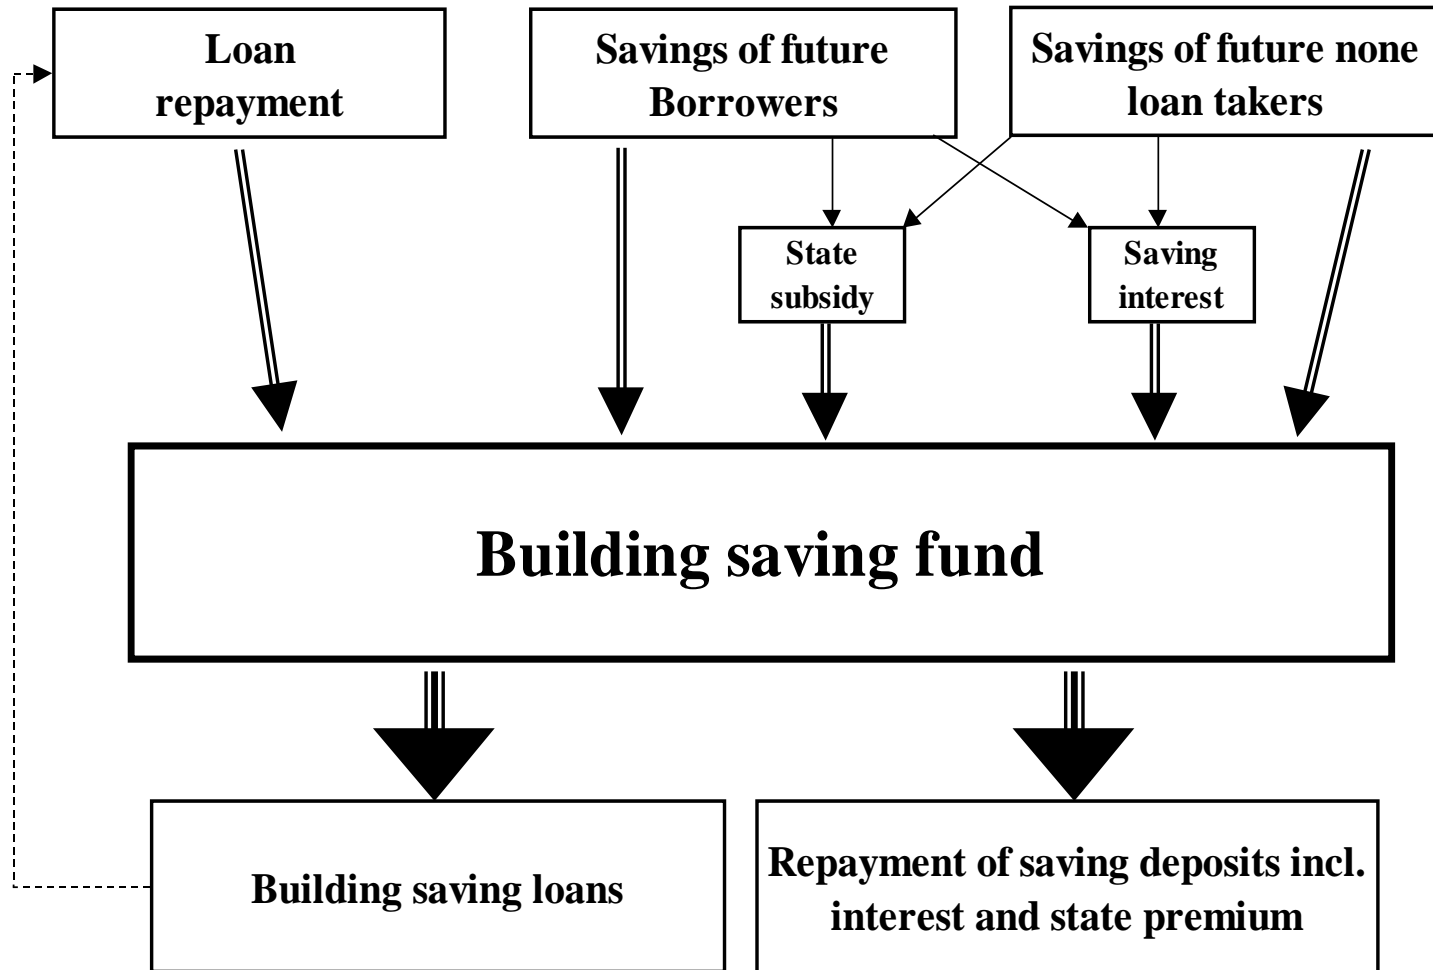 Loan
repayment
Savings of future
Borrowers
Savings of future none
loan takers
State
subsidy
Saving
interest
Building saving fund
Building saving loans
Repayment of saving deposits incl.
interest and state premium